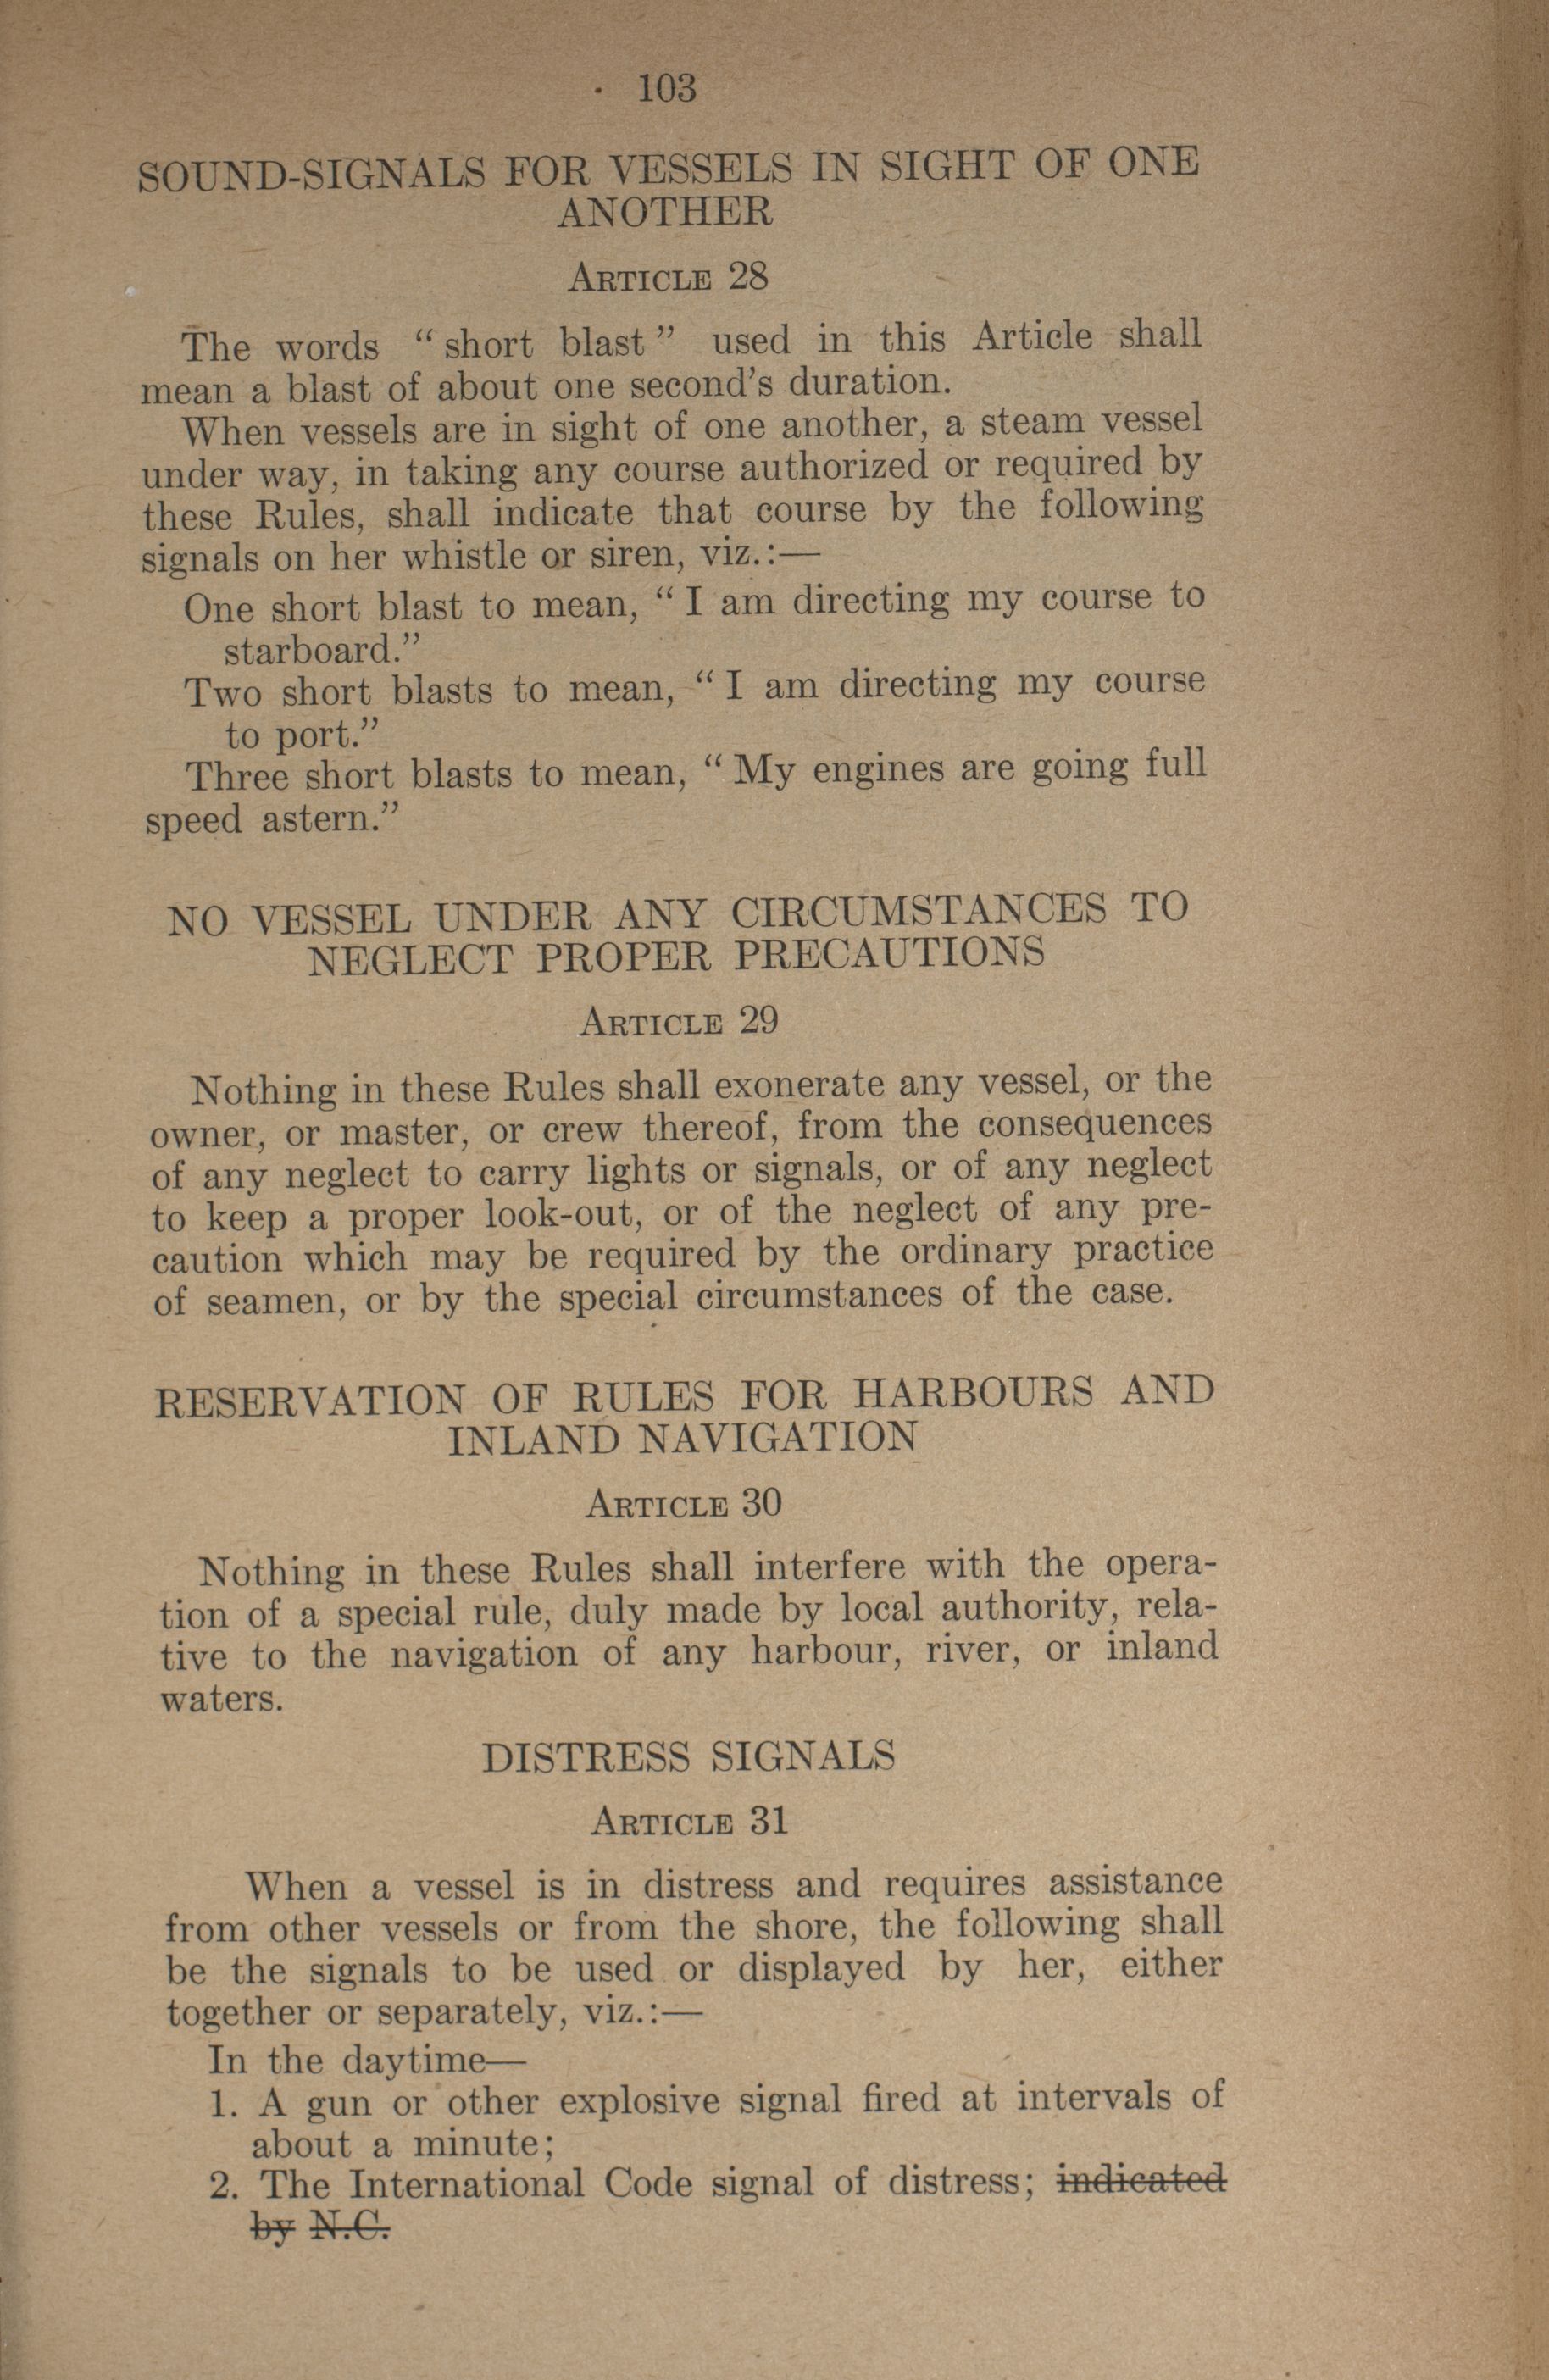 103
SOUND-SIGNALS FOR VESSELS IN SIGHT OF ONE
ANOTHER
ARTICLE 28
The words “ short blast ” used in this Article shall
mean a blast of about one second’s duration.
When vessels are in sight of one another, a steam vessel
under way, in taking any course authorized or required by
these Rules, shall indicate that course by the following
signals on her whistle or siren, viz.:—
One short blast to mean, “ I am directing my course to
starboard.”
Two short blasts to mean, “ I am directing my course
to port.”
Three short blasts to mean, “ My engines are going full
speed astern.”
NO VESSEL UNDER ANY CIRCUMSTANCES TO
NEGLECT PROPER PRECAUTIONS
ARTICLE 29
Nothing in these Rules shall exonerate any vessel, or the
owner, or master, or crew thereof, from the consequences
of any neglect to carry lights or signals, or of any neglect
to keep a proper look-out, or of the neglect of any pre-
caution which may be required by the ordinary practice
of seamen, or by the special circumstances of the case.
RESERVATION OF RULES FOR HARBOURS AND
INLAND NAVIGATION
ARTICLE 30
Nothing in these Rules shall interfere with the opera-
tion of a special rule, duly made by local authority, rela-
tive to the navigation of any harbour, river, or inland
waters.
DISTRESS SIGNALS
ARTICLE 31
When a vessel is in distress and requires assistance
from other vessels or from the shore, the following shall
be the signals to be used or displayed by her, either
together or separately, viz.:—
In the daytime—
1. A gun or other explosive signal fired at intervals of
about a minute;
2. The International Code signal of distress; indicated
by N.C.